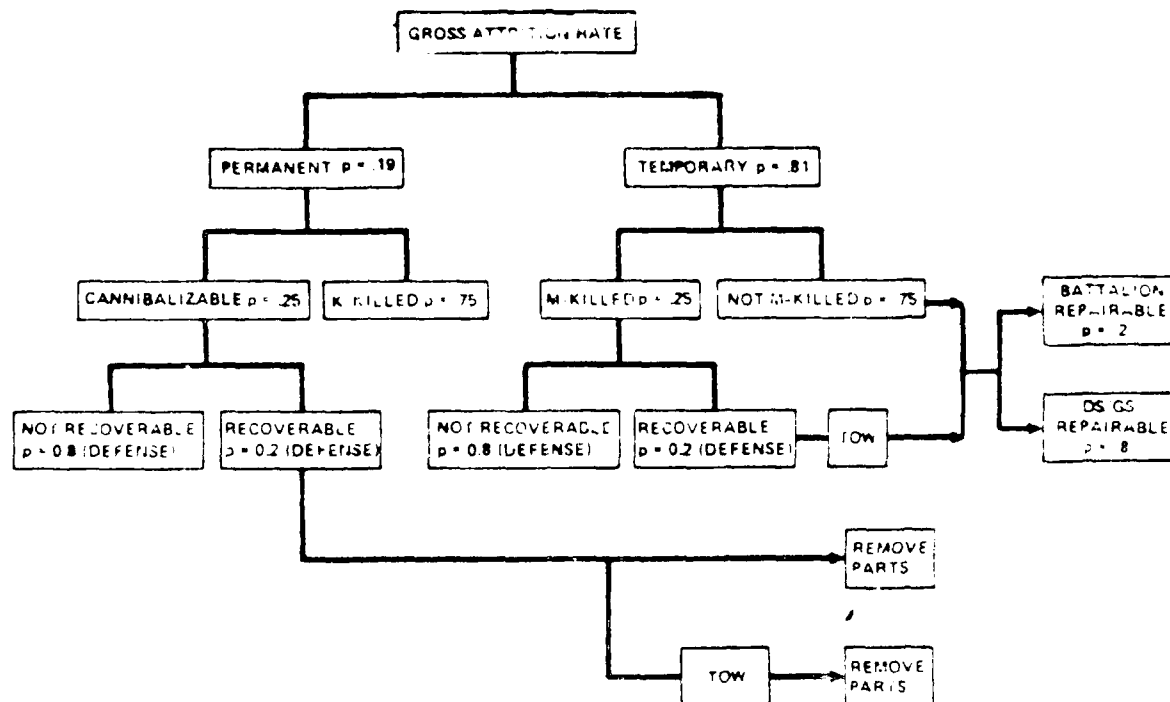 GROSS ATTRITION RATE
PERMANENT p = .19
TEMPORARY p = .81
CANNIBALIZABLE p = .25
K-KILLED p = .75
M-KILLED p = .25
NOT M-KILLED p = .75
BATTALION
REPAIRABLE
p = .2
NOT RECOVERABLE
p = 0.8 (DEFENSE)
RECOVERABLE
p = 0.2 (DEFENSE)
NOT RECOVERABLE
p = 0.8 (DEFENSE)
RECOVERABLE
p = 0.2 (DEFENSE)
TOW
DS/GS
REPAIRABLE
p = .8
REMOVE
PARTS
TOW
REMOVE
PARTS